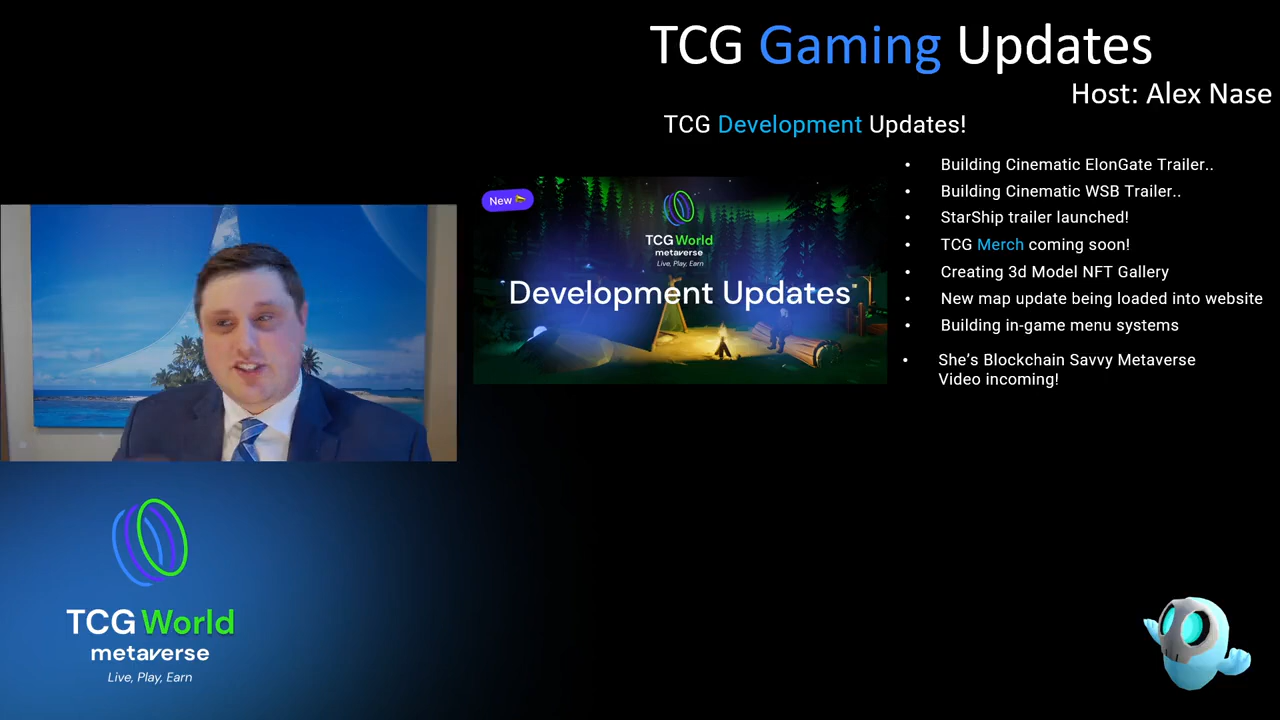 TCG Gaming Updates
Host: Alex Nase
TCG Development Updates!
New
TCG World
metaverse
Live, Play, Earn
Development Updates
• Building Cinematic ElonGate Trailer..
• Building Cinematic WSB Trailer..
• StarShip trailer launched!
• TCG Merch coming soon!
• Creating 3d Model NFT Gallery
• New map update being loaded into website
• Building in-game menu systems
• She's Blockchain Savvy Metaverse
Video incoming!
TCG World
metaverse
Live, Play, Earn